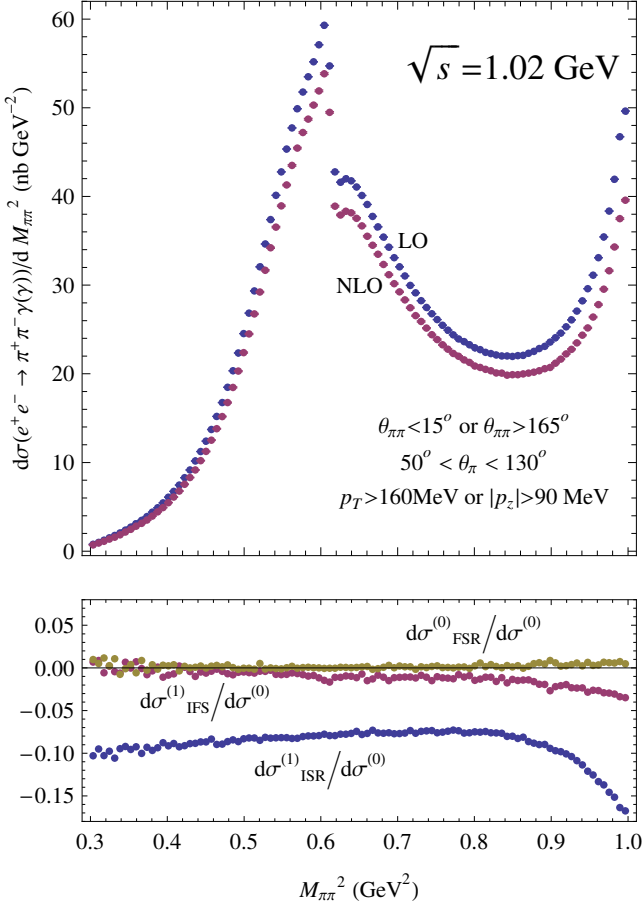 60
50
40
30
20
10
0
dσ(e⁺e⁻ → π⁺π⁻γ(γ))/d M_ππ² (nb GeV⁻²)
√s = 1.02 GeV
LO
NLO
θ_ππ<15° or θ_ππ>165°
50° < θ_π < 130°
p_T>160MeV or |p_z|>90 MeV
0.05
0.00
−0.05
−0.10
−0.15
dσ⁽⁰⁾_FSR/dσ⁽⁰⁾
dσ⁽¹⁾_IFS/dσ⁽⁰⁾
dσ⁽¹⁾_ISR/dσ⁽⁰⁾
0.3 0.4 0.5 0.6 0.7 0.8 0.9 1.0
M_ππ² (GeV²)